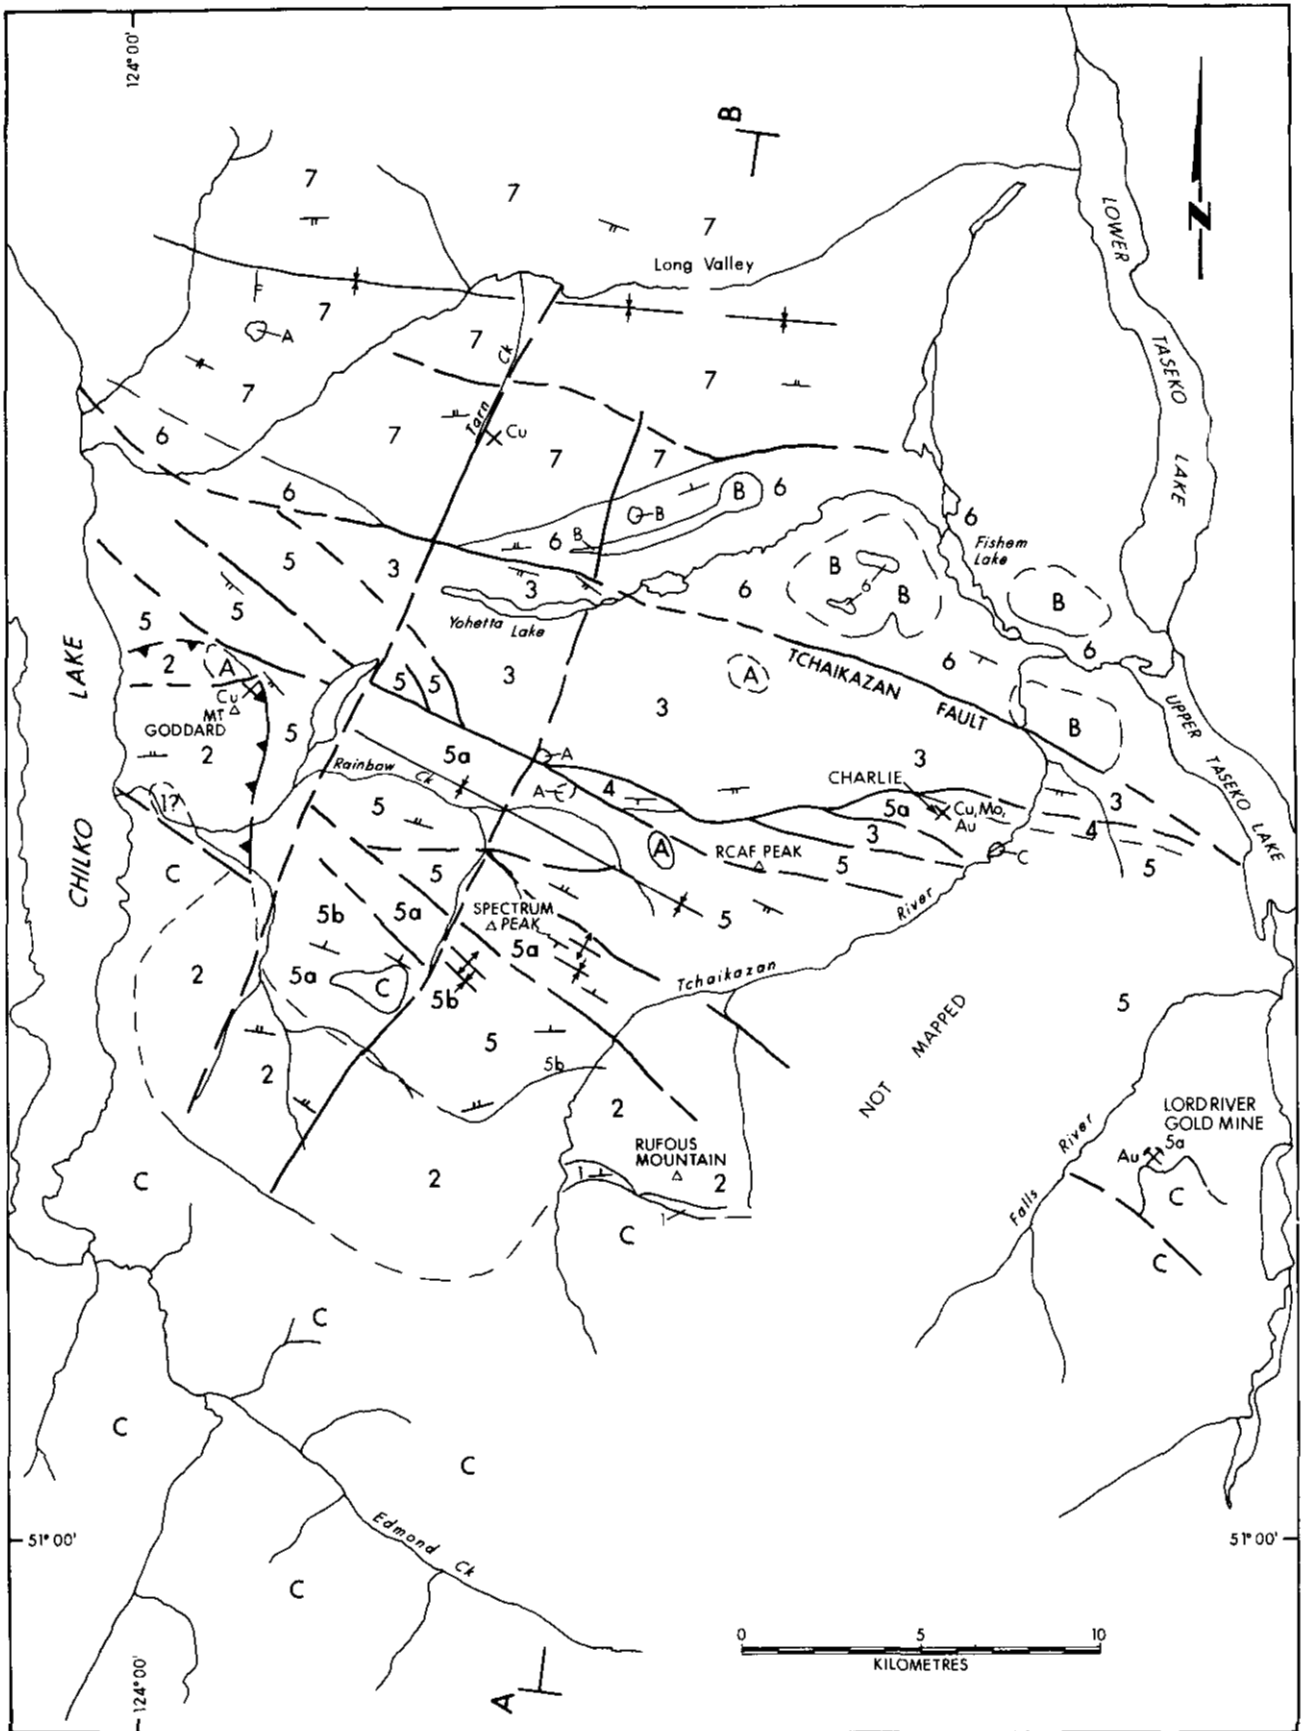 124°00'
B
N
7
7
7
LOWER
TASEKO
LAKE
Long Valley
7
A
7
7
Ck
Tarn
7
7
Cu
7
7
7
6
6
B
6
B
B
6
6
Fishem
Lake
5
3
3
6
B
6
B
B
Yohetta Lake
5
5
6
6
LAKE
CHILKO
2
A
Cu
MT
GODDARD
2
5
5
5
3
3
A
TCHAIKAZAN
FAULT
B
UPPER
TASEKO
LAKE
5a
A
A
4
3
CHARLIE
5a
Cu, Mo,
Au
3
4
Rainbow Ck
1?
5
A
RCAF PEAK
3
5
C
5
C
5
5b
5a
SPECTRUM
PEAK
5a
5
River
Tchaikazan
2
5a
C
5b
5
NOT MAPPED
5
5b
2
2
RUFOUS
MOUNTAIN
2
1
1
C
2
C
LORD RIVER
GOLD MINE
5a
Au
C
C
Falls River
C
C
C
C
Edmond Ck
51°00'
51°00'
0 5 10
KILOMETRES
A
124°00'